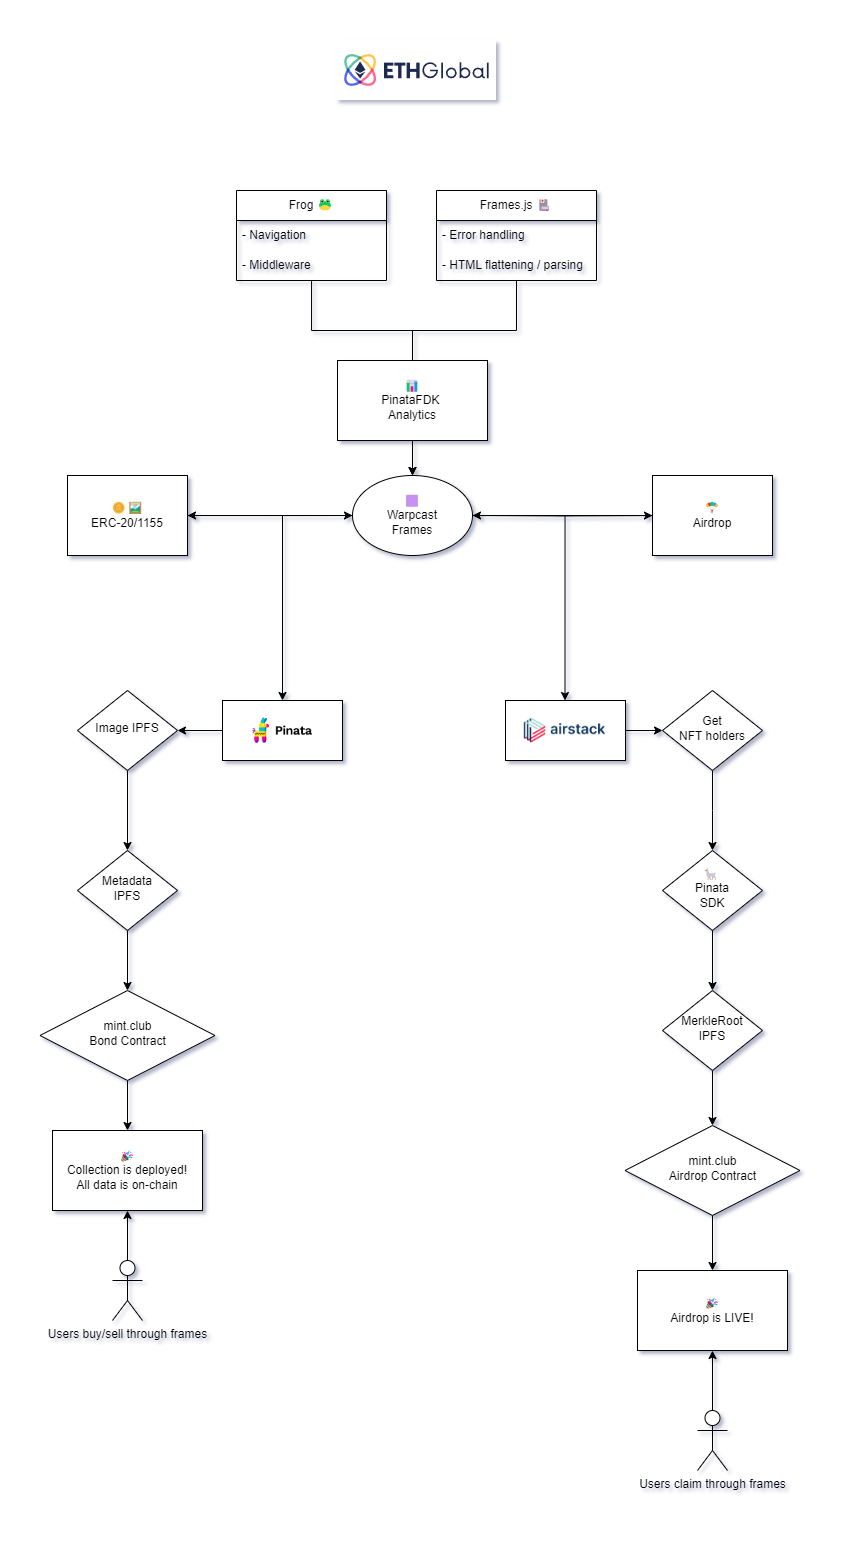 ETHGlobal
Frog 🐸
- Navigation
- Middleware
Frames.js 💾
- Error handling
- HTML flattening / parsing
📊
PinataFDK
Analytics
🪙 🖼️
ERC-20/1155
🟪
Warpcast
Frames
🪂
Airdrop
Image IPFS
Pinata
airstack
Get
NFT holders
Metadata
IPFS
🦙
Pinata
SDK
mint.club
Bond Contract
MerkleRoot
IPFS
🎉
Collection is deployed!
All data is on-chain
mint.club
Airdrop Contract
Users buy/sell through frames
🎉
Airdrop is LIVE!
Users claim through frames